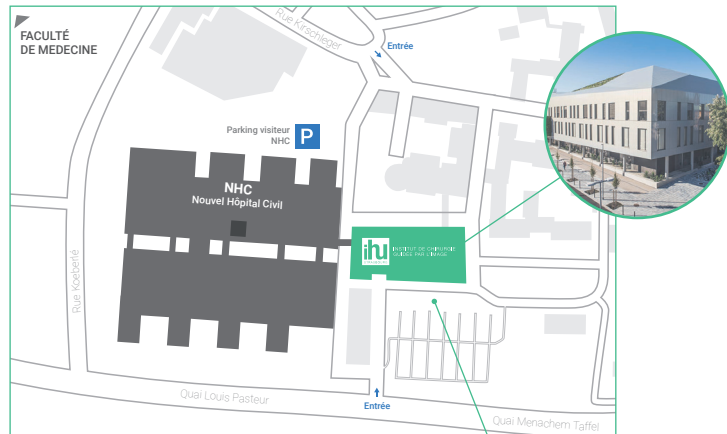 FACULTÉ
DE MEDECINE
Rue Kirschleger
Entrée
Parking visiteur
NHC
P
NHC
Nouvel Hôpital Civil
ihu
STRASBOURG
INSTITUT DE CHIRURGIE
GUIDÉE PAR L'IMAGE
Rue Koeberlé
Quai Louis Pasteur
Entrée
Quai Menachem Taffel